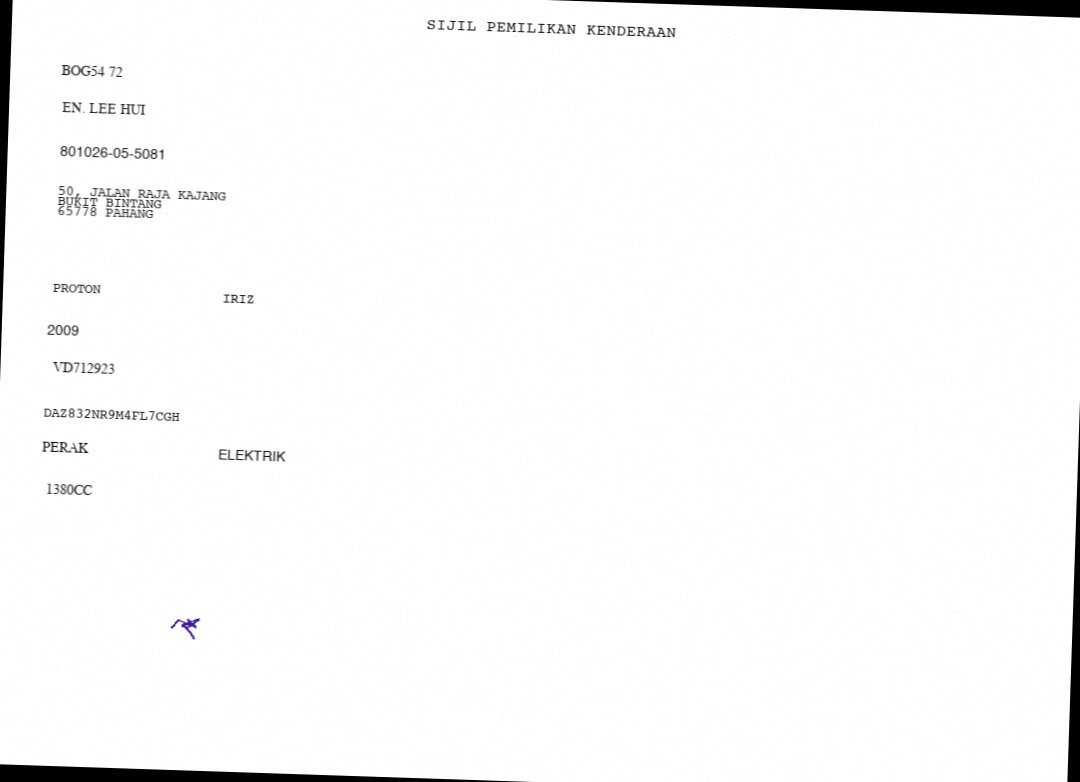 SIJIL PEMILIKAN KENDERAAN
BOG54 72
EN. LEE HUI
801026-05-5081
50, JALAN RAJA KAJANG
BUKIT BINTANG
65778 PAHANG
PROTON IRIZ
2009
VD712923
DAZ832NR9M4FL7CGH
PERAK ELEKTRIK
1380CC